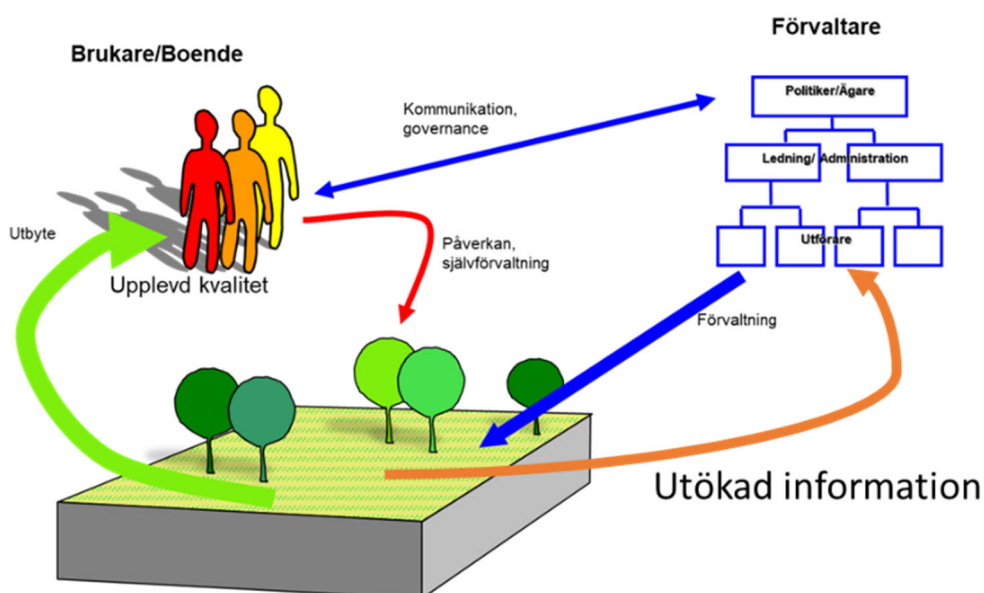 Förvaltare
Brukare/Boende
Politiker/Ägare
Kommunikation,
governance
Ledning/ Administration
Utbyte
Påverkan,
självförvaltning
Utförare
Upplevd kvalitet
Förvaltning
Utökad information